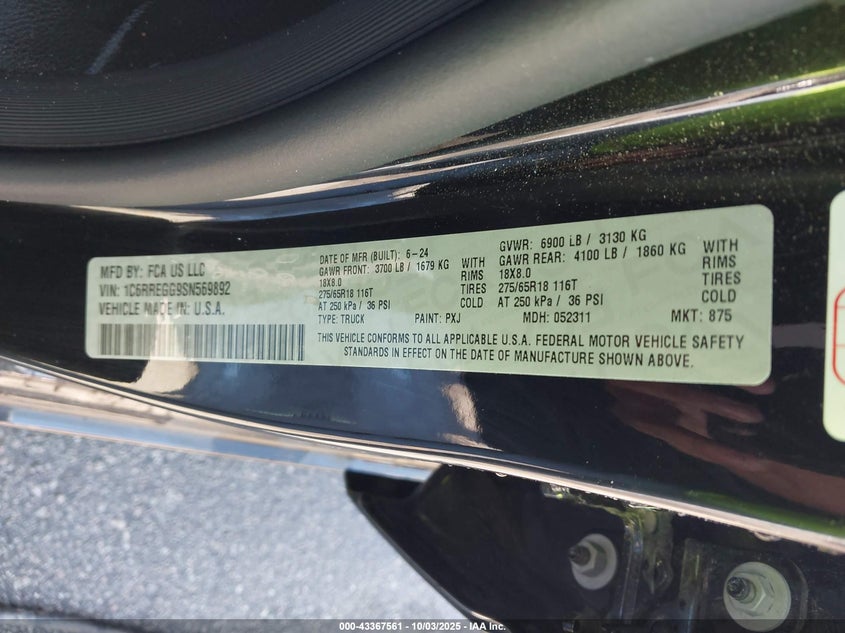 MFD BY: FCA US LLC
VIN: 1C6RREGG9SN569892
VEHICLE MADE IN: U.S.A.
DATE OF MFR (BUILT): 6-24
GAWR FRONT: 3700 LB / 1679 KG WITH
18X8.0 RIMS
275/65R18 116T TIRES
AT 250 kPa / 36 PSI COLD
GVWR: 6900 LB / 3130 KG
GAWR REAR: 4100 LB / 1860 KG WITH
18X8.0 RIMS
275/65R18 116T TIRES
AT 250 kPa / 36 PSI COLD
TYPE: TRUCK PAINT: PXJ MDH: 052311 MKT: 875
THIS VEHICLE CONFORMS TO ALL APPLICABLE U.S.A. FEDERAL MOTOR VEHICLE SAFETY
STANDARDS IN EFFECT ON THE DATE OF MANUFACTURE SHOWN ABOVE.
000-43367561 - 10/03/2025 - IAA Inc.